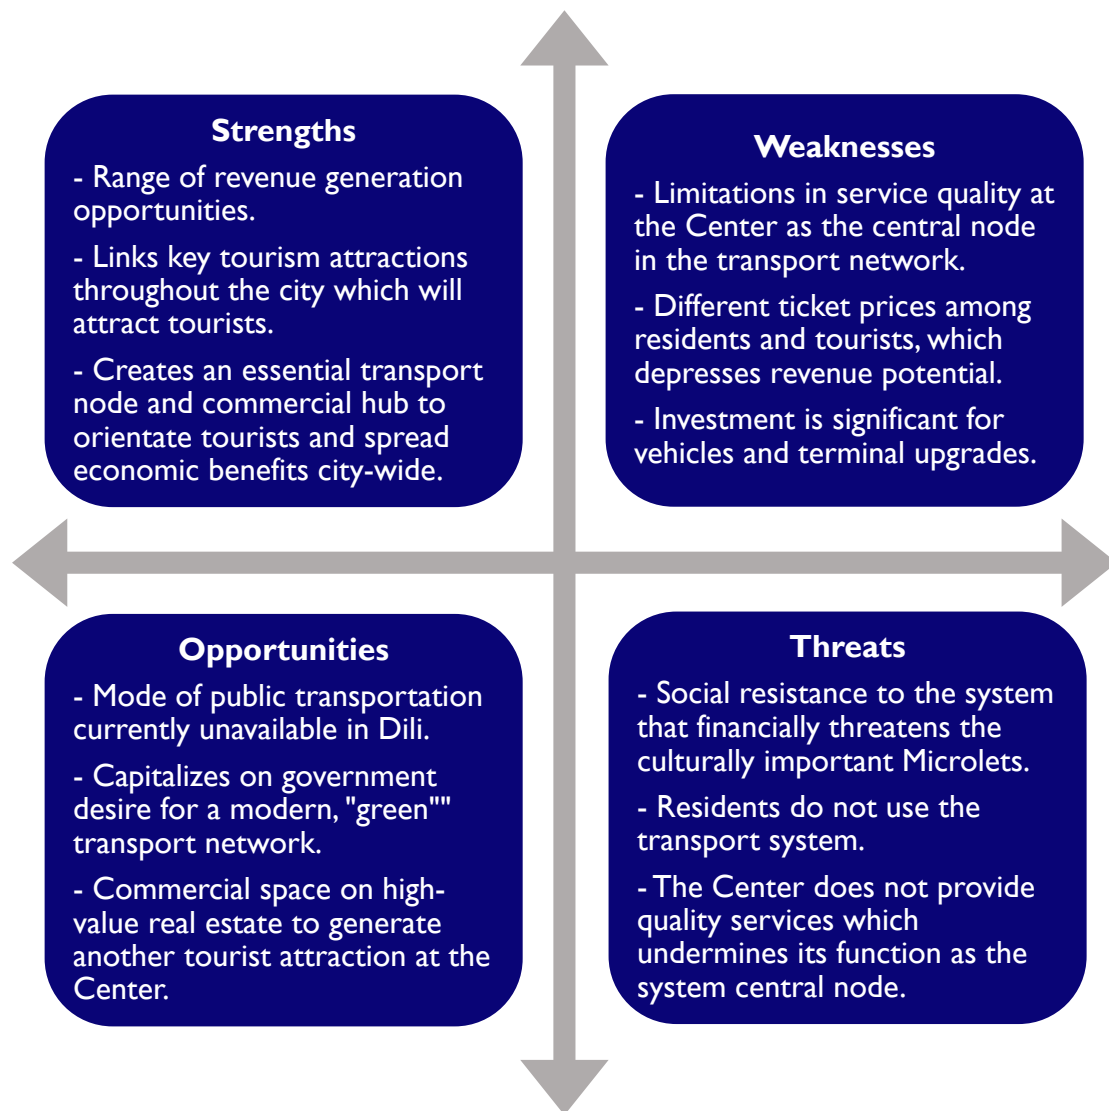 Strengths
- Range of revenue generation
opportunities.
- Links key tourism attractions
throughout the city which will
attract tourists.
- Creates an essential transport
node and commercial hub to
orientate tourists and spread
economic benefits city-wide.
Weaknesses
- Limitations in service quality at
the Center as the central node
in the transport network.
- Different ticket prices among
residents and tourists, which
depresses revenue potential.
- Investment is significant for
vehicles and terminal upgrades.
Opportunities
- Mode of public transportation
currently unavailable in Dili.
- Capitalizes on government
desire for a modern, "green""
transport network.
- Commercial space on high-
value real estate to generate
another tourist attraction at the
Center.
Threats
- Social resistance to the system
that financially threatens the
culturally important Microlets.
- Residents do not use the
transport system.
- The Center does not provide
quality services which
undermines its function as the
system central node.